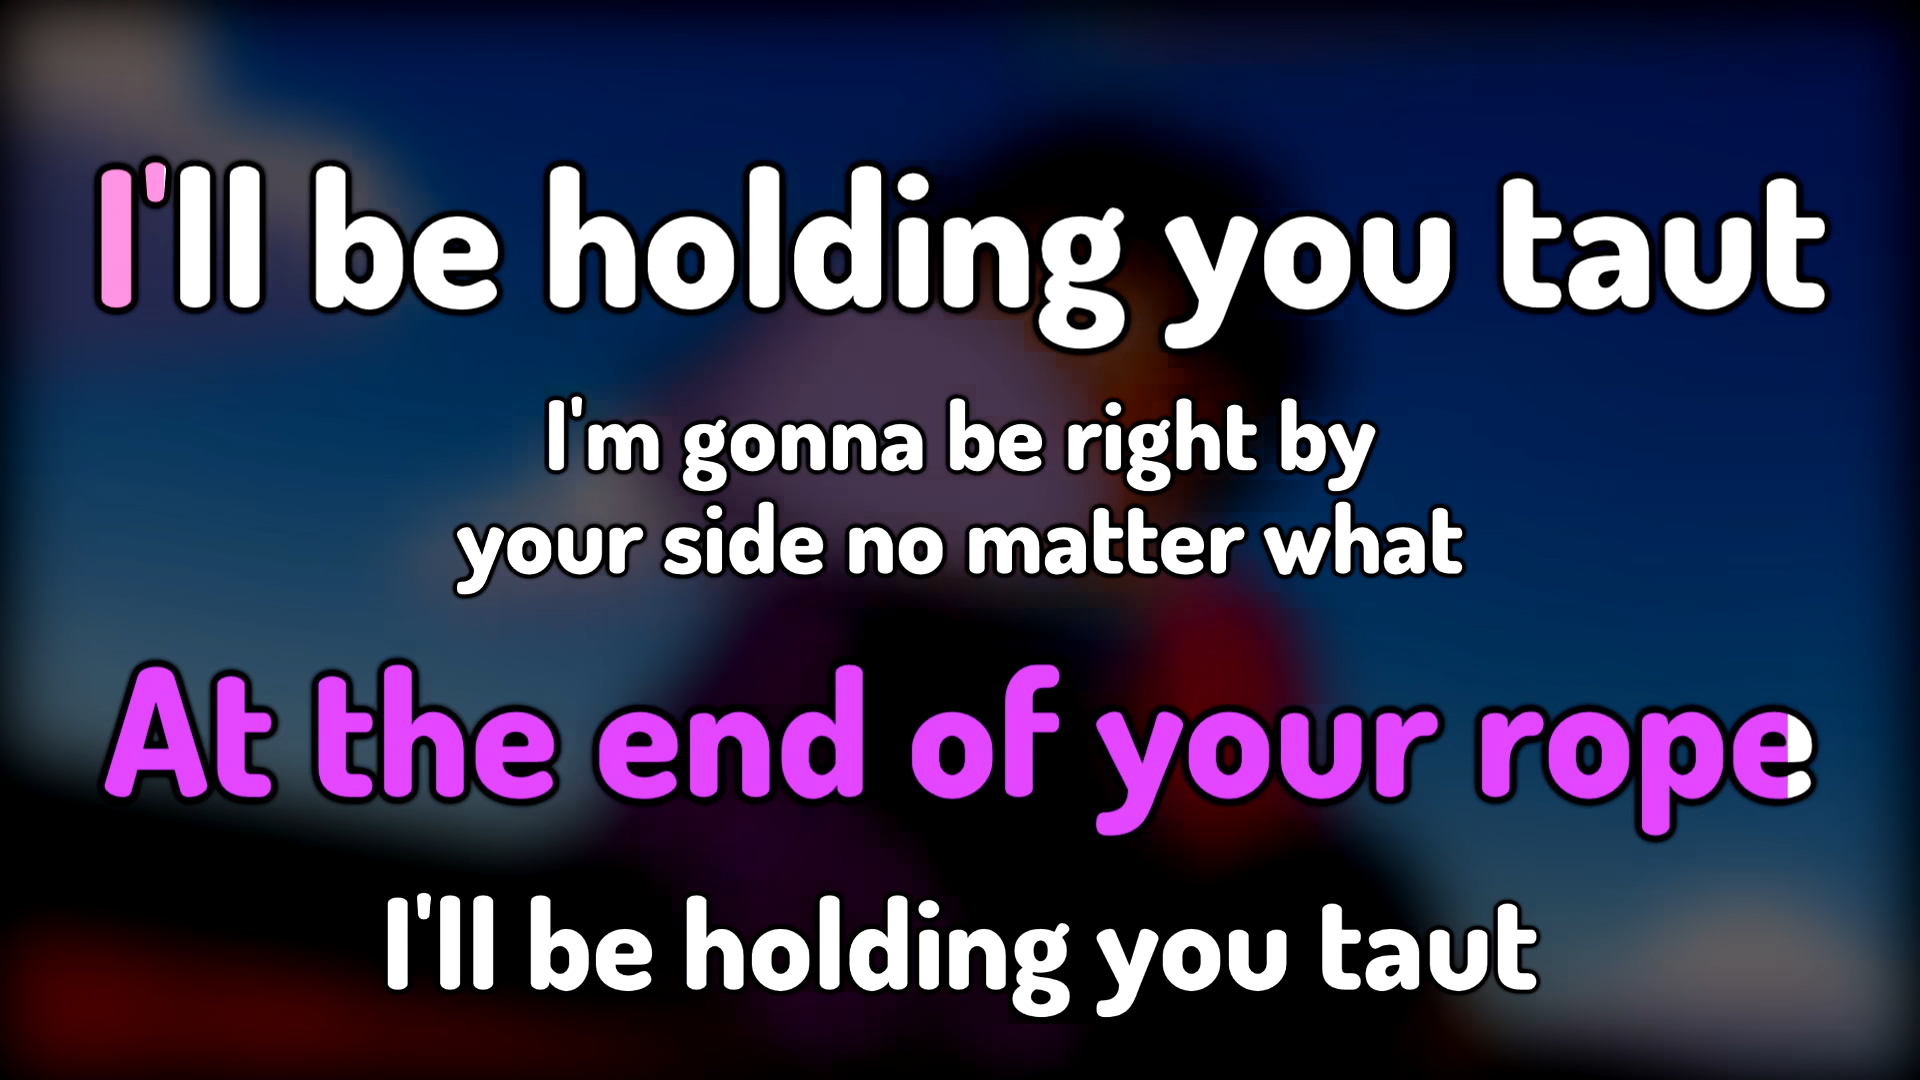 I'll be holding you taut
I'm gonna be right by
your side no matter what
At the end of your rope
I'll be holding you taut